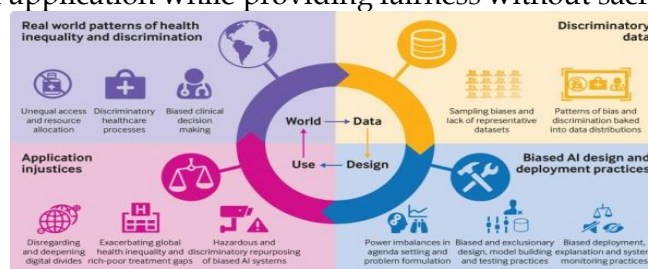 application while providing fairness without sacr
Real world patterns of health
inequality and discrimination
Unequal access
and resource
allocation
Discriminatory
healthcare
processes
Biased clinical
decision
making
Discriminatory
data
Sampling biases and
lack of representative
datasets
Patterns of bias and
discrimination baked
into data distributions
World
Data
Use
Design
Application
injustices
Disregarding
and deepening
digital divides
Exacerbating global
health inequality and
rich-poor treatment gaps
Hazardous and
discriminatory repurposing
of biased AI systems
Biased AI design and
deployment practices
Power imbalances in
agenda setting and
problem formulation
Biased and exclusionary
design, model building
and testing practices
Biased deployment,
explanation and system
monitoring practices